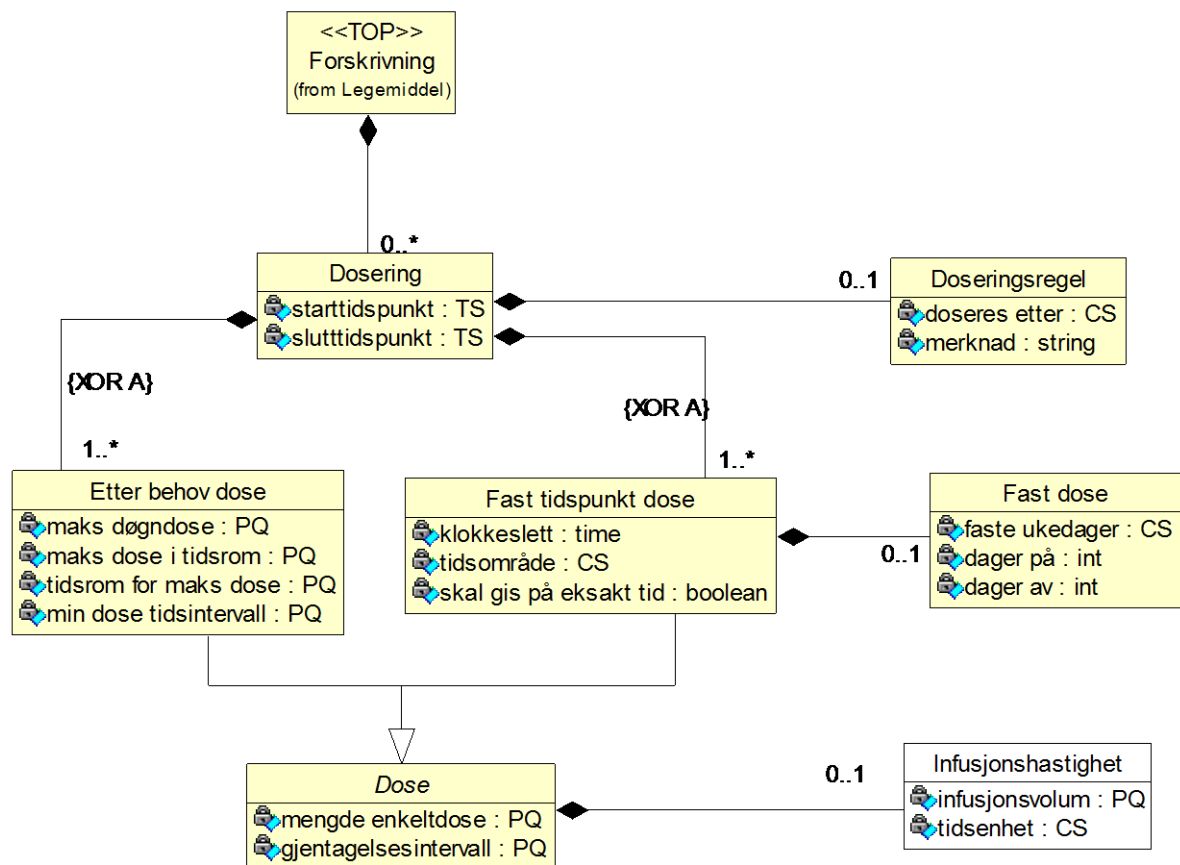 <<TOP>>
Forskrivning
(from Legemiddel)
0..*
Dosering
starttidspunkt : TS
slutttidspunkt : TS
0..1
Doseringsregel
doseres etter : CS
merknad : string
{XOR A}
{XOR A}
1..*
1..*
Etter behov dose
maks døgndose : PQ
maks dose i tidsrom : PQ
tidsrom for maks dose : PQ
min dose tidsintervall : PQ
Fast tidspunkt dose
klokkeslett : time
tidsområde : CS
skal gis på eksakt tid : boolean
0..1
Fast dose
faste ukedager : CS
dager på : int
dager av : int
Dose
mengde enkeltdose : PQ
gjentagelsesintervall : PQ
0..1
Infusjonshastighet
infusjonsvolum : PQ
tidsenhet : CS